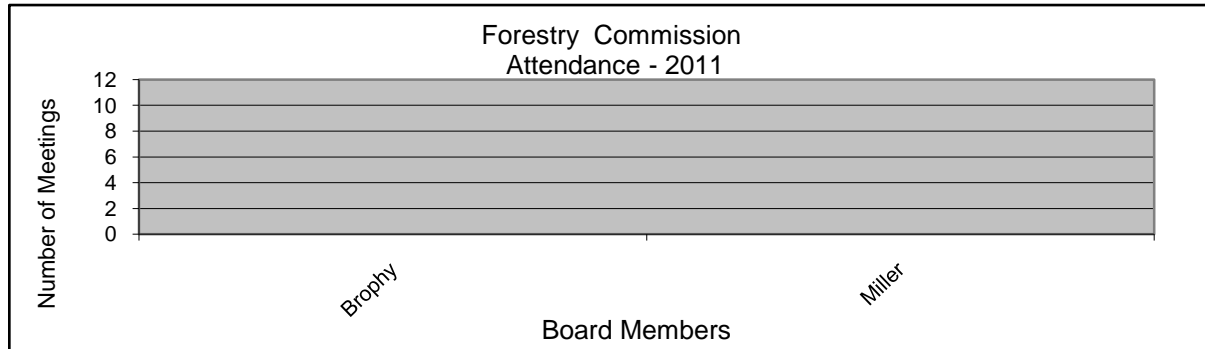 Forestry Commission
Attendance - 2011
Number of Meetings
12
10
8
6
4
2
0
Brophy
Miller
Board Members